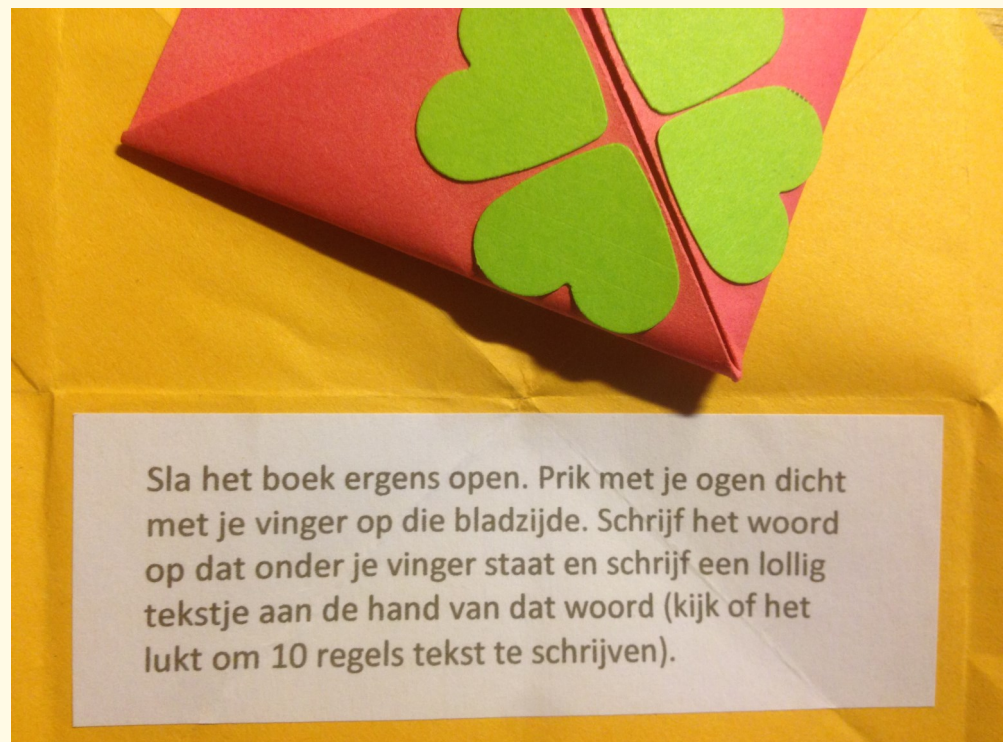 Sla het boek ergens open. Prik met je ogen dicht
met je vinger op die bladzijde. Schrijf het woord
op dat onder je vinger staat en schrijf een lollig
tekstje aan de hand van dat woord (kijk of het
lukt om 10 regels tekst te schrijven).